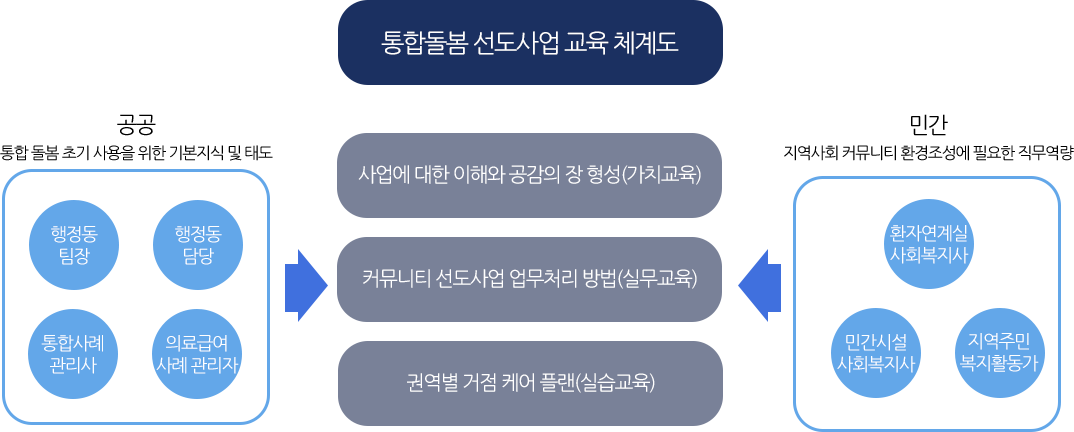 통합돌봄 선도사업 교육 체계도
공공
통합 돌봄 초기 사용을 위한 기본지식 및 태도
행정동
팀장
행정동
담당
통합사례
관리사
의료급여
사례 관리자
사업에 대한 이해와 공감의 장 형성(가치교육)
커뮤니티 선도사업 업무처리 방법(실무교육)
권역별 거점 케어 플랜(실습교육)
민간
지역사회 커뮤니티 환경조성에 필요한 직무역량
환자연계실
사회복지사
민간시설
사회복지사
지역주민
복지활동가